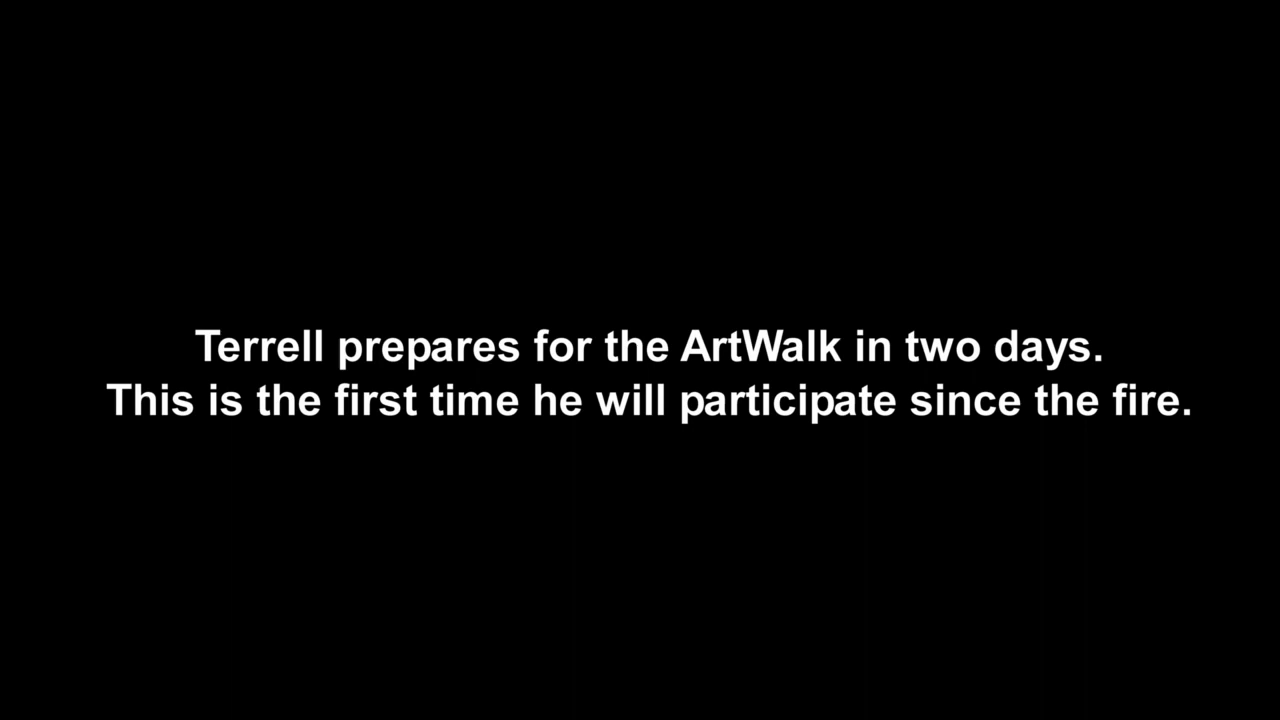 Terrell prepares for the ArtWalk in two days.
This is the first time he will participate since the fire.